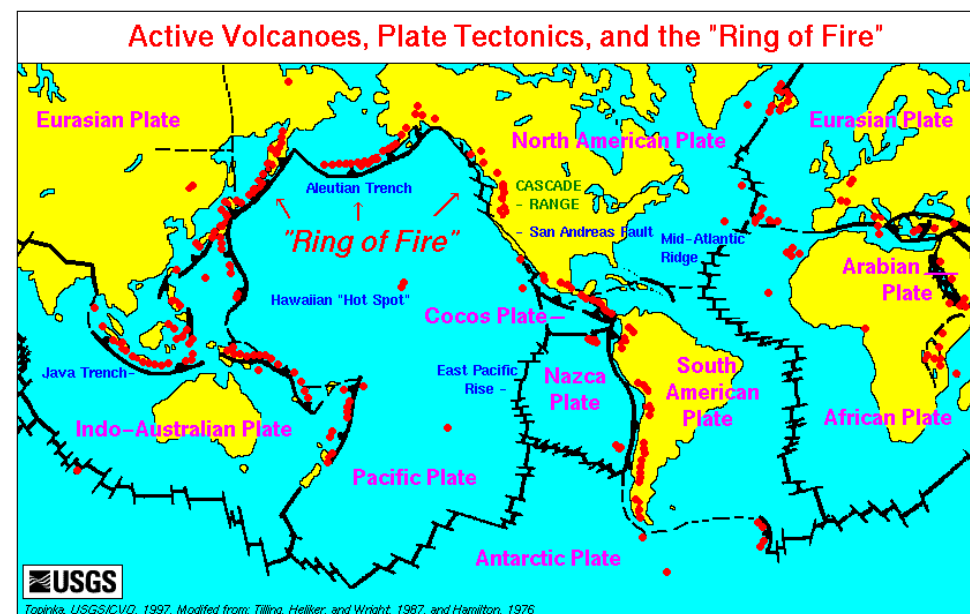 Active Volcanoes, Plate Tectonics, and the "Ring of Fire"
Eurasian Plate
North American Plate
Eurasian Plate
Aleutian Trench
CASCADE
- RANGE
"Ring of Fire"
- San Andreas Fault
Mid-Atlantic
Ridge
Arabian
Plate
Hawaiian "Hot Spot"
Cocos Plate-
Java Trench-
East Pacific
Rise -
Nazca
Plate
South
American
Plate
Indo-Australian Plate
African Plate
Pacific Plate
Antarctic Plate
USGS
Topinka, USGS/CVO, 1997, Modifed from: Tilling, Heliker, and Wright, 1987, and Hamilton, 1976